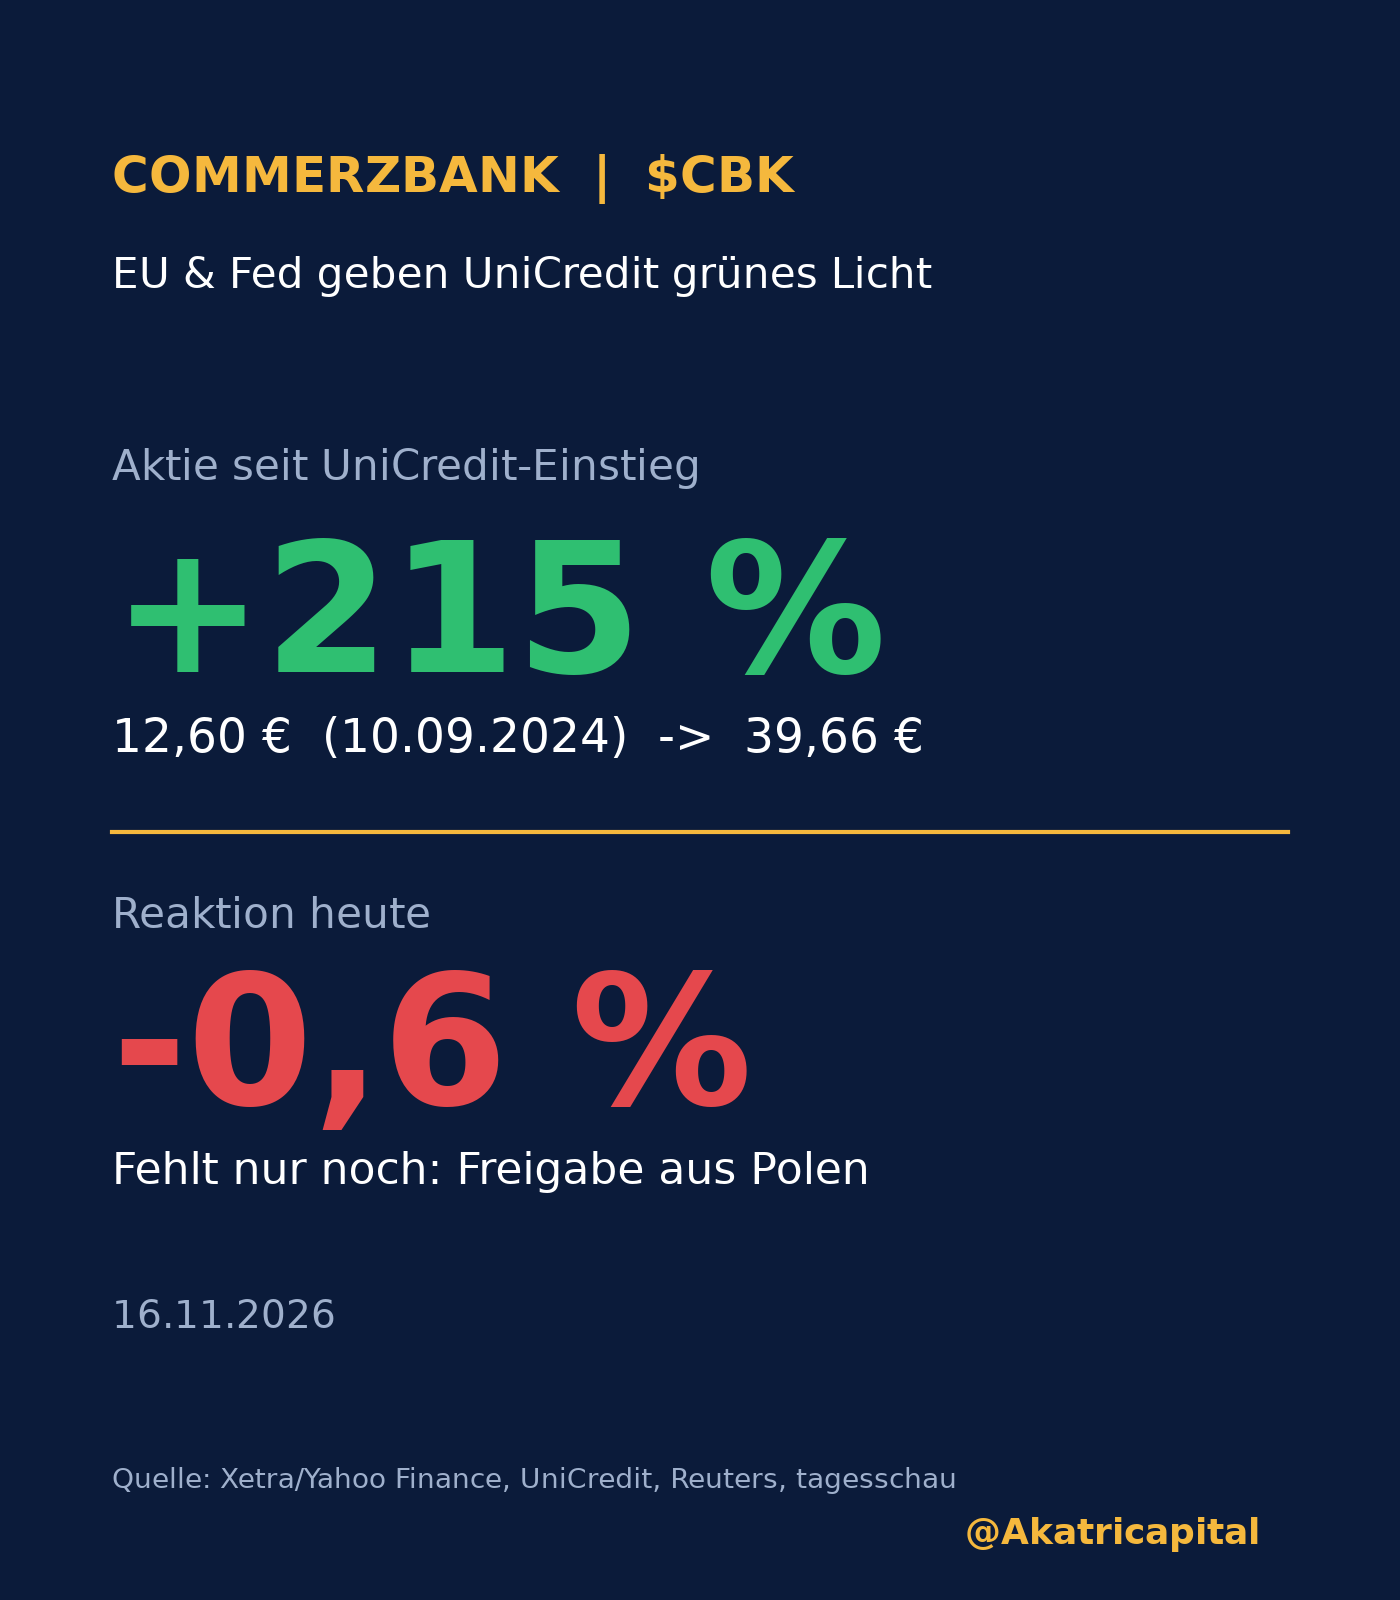 COMMERZBANK | $CBK
EU & Fed geben UniCredit grünes Licht
Aktie seit UniCredit-Einstieg
+215 %
12,60 € (10.09.2024) -> 39,66 €
Reaktion heute
-0,6 %
Fehlt nur noch: Freigabe aus Polen
16.11.2026
Quelle: Xetra/Yahoo Finance, UniCredit, Reuters, tagesschau
@Akatricapital